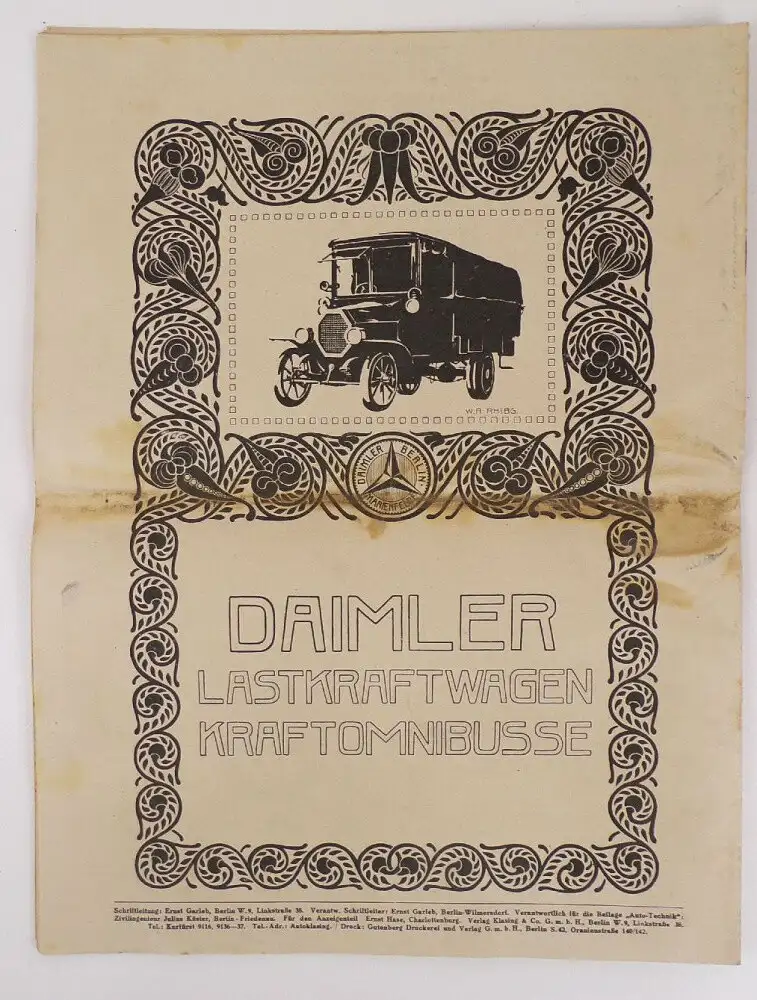 W.A. RHIBG.
DAIMLER BERLIN
MARIENFELDE
DAIMLER
LASTKRAFTWAGEN
KRAFTOMNIBUSSE
Schriftleitung: Ernst Garleb, Berlin W. 9, Linkstraße 36. Verantw. Schriftleiter: Ernst Garleb, Berlin-Wilmersdorf. Verantwortlich für die Beilage „Auto-Technik“:
Zivilingenieur Julius Küster, Berlin-Friedenau. Für den Anzeigenteil Ernst Hase, Charlottenburg. Verlag Klasing & Co. G. m. b. H., Berlin W. 9, Linkstraße 36.
Tel.: Kurfürst 9116, 9136—37. Tel.-Adr.: Autoklasing. / Druck: Gutenberg Druckerei und Verlag G. m. b. H., Berlin S. 42, Oranienstraße 140/142.